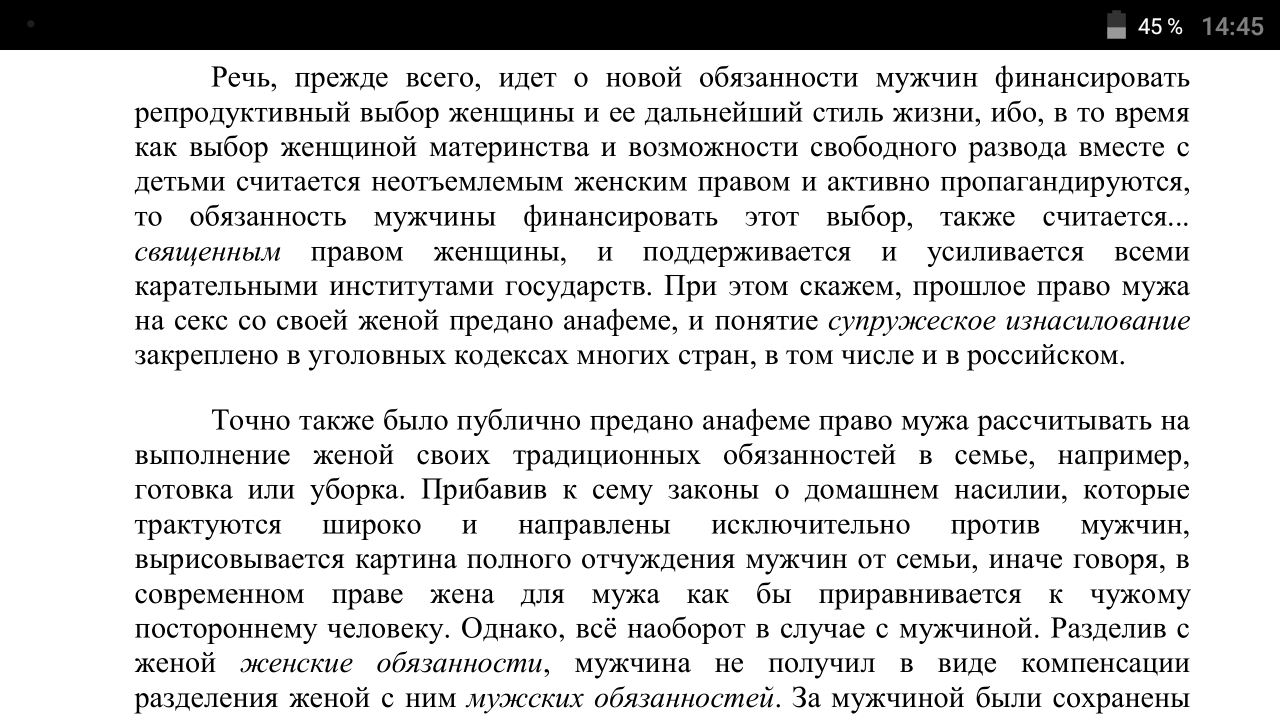 45 % 14:45
Речь, прежде всего, идет о новой обязанности мужчин финансировать
репродуктивный выбор женщины и ее дальнейший стиль жизни, ибо, в то время
как выбор женщиной материнства и возможности свободного развода вместе с
детьми считается неотъемлемым женским правом и активно пропагандируются,
то обязанность мужчины финансировать этот выбор, также считается...
священным правом женщины, и поддерживается и усиливается всеми
карательными институтами государств. При этом скажем, прошлое право мужа
на секс со своей женой предано анафеме, и понятие супружеское изнасилование
закреплено в уголовных кодексах многих стран, в том числе и в российском.
Точно также было публично предано анафеме право мужа рассчитывать на
выполнение женой своих традиционных обязанностей в семье, например,
готовка или уборка. Прибавив к сему законы о домашнем насилии, которые
трактуются широко и направлены исключительно против мужчин,
вырисовывается картина полного отчуждения мужчин от семьи, иначе говоря, в
современном праве жена для мужа как бы приравнивается к чужому
постороннему человеку. Однако, всё наоборот в случае с мужчиной. Разделив с
женой женские обязанности, мужчина не получил в виде компенсации
разделения женой с ним мужских обязанностей. За мужчиной были сохранены